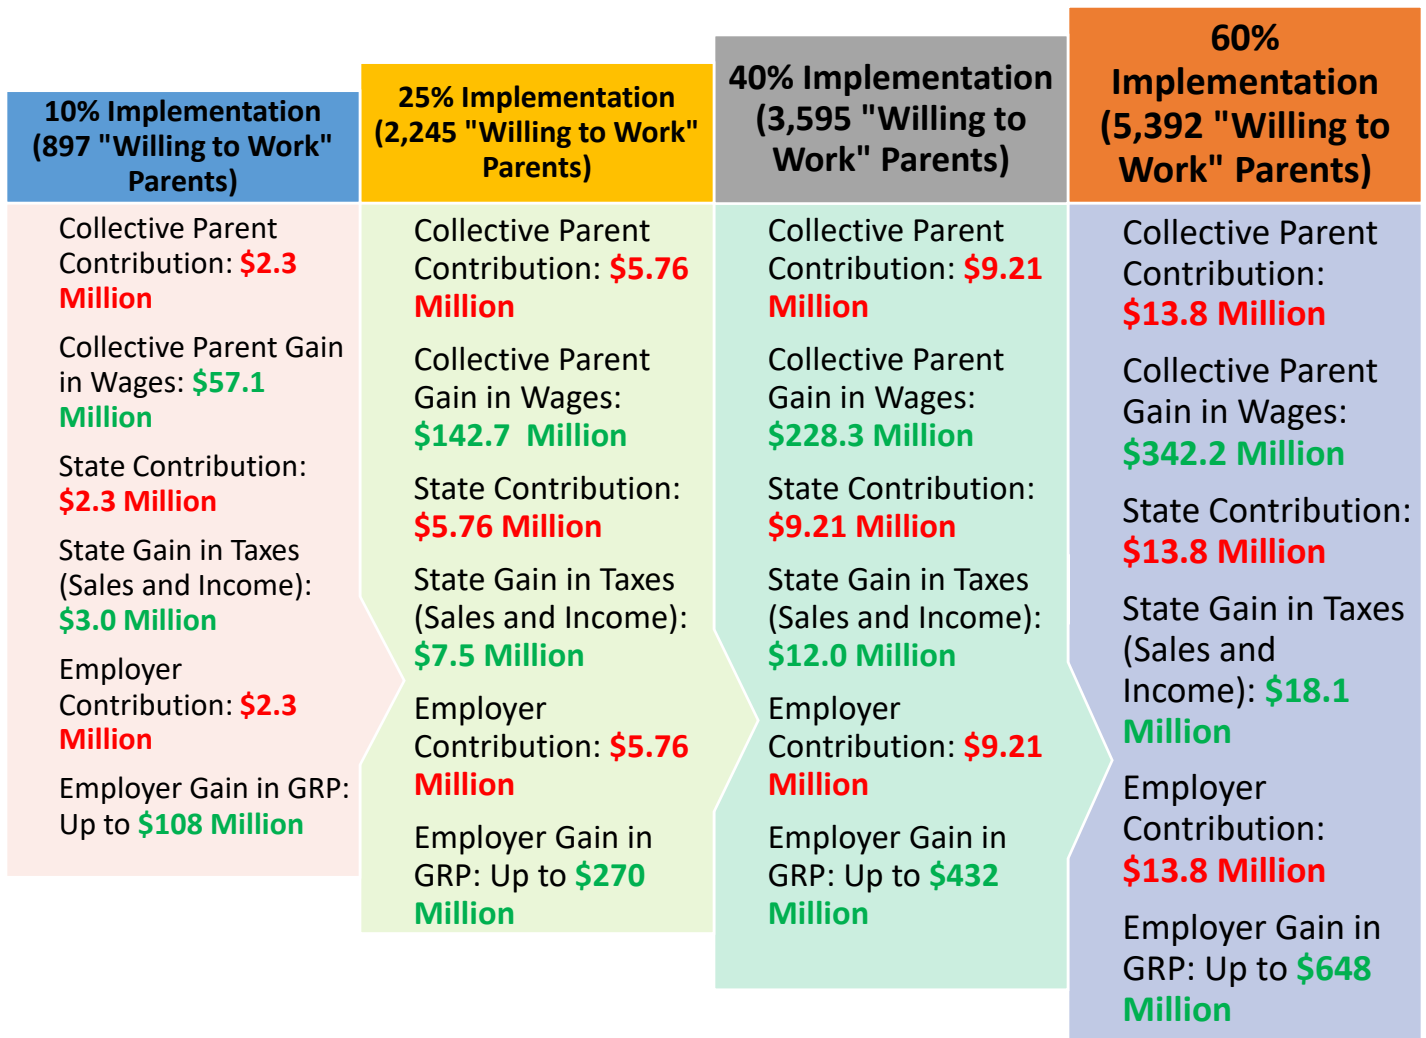 10% Implementation
(897 "Willing to Work"
Parents)
Collective Parent
Contribution: $2.3
Million
Collective Parent Gain
in Wages: $57.1
Million
State Contribution:
$2.3 Million
State Gain in Taxes
(Sales and Income):
$3.0 Million
Employer
Contribution: $2.3
Million
Employer Gain in GRP:
Up to $108 Million
25% Implementation
(2,245 "Willing to Work"
Parents)
Collective Parent
Contribution: $5.76
Million
Collective Parent
Gain in Wages:
$142.7 Million
State Contribution:
$5.76 Million
State Gain in Taxes
(Sales and Income):
$7.5 Million
Employer
Contribution: $5.76
Million
Employer Gain in
GRP: Up to $270
Million
40% Implementation
(3,595 "Willing to
Work" Parents)
Collective Parent
Contribution: $9.21
Million
Collective Parent
Gain in Wages:
$228.3 Million
State Contribution:
$9.21 Million
State Gain in Taxes
(Sales and Income):
$12.0 Million
Employer
Contribution: $9.21
Million
Employer Gain in
GRP: Up to $432
Million
60%
Implementation
(5,392 "Willing to
Work" Parents)
Collective Parent
Contribution:
$13.8 Million
Collective Parent
Gain in Wages:
$342.2 Million
State Contribution:
$13.8 Million
State Gain in Taxes
(Sales and
Income): $18.1
Million
Employer
Contribution:
$13.8 Million
Employer Gain in
GRP: Up to $648
Million